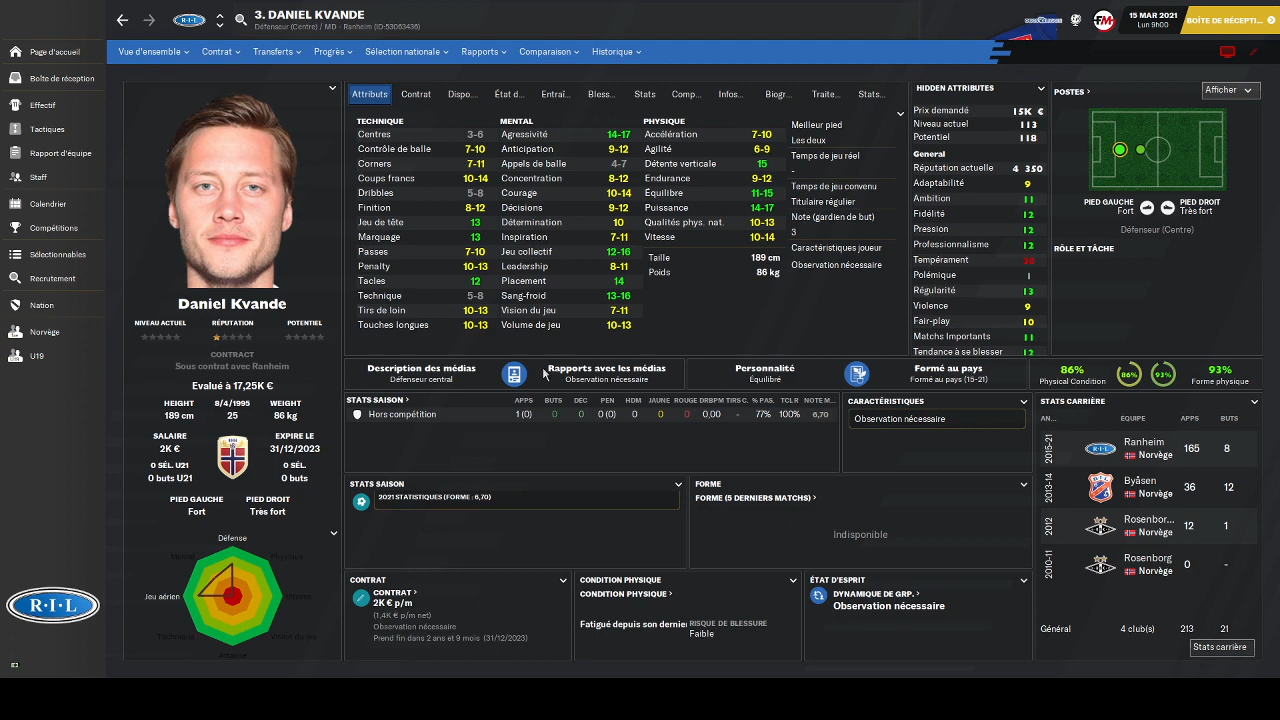 R·I·L
3. DANIEL KVANDE
Défenseur (Centre) / MD - Ranheim (ID:53063436)
15 MAR 2021
Lun 9h00
BOÎTE DE RÉCEPTI...
Vue d'ensemble
Contrat
Transferts
Progrès
Sélection nationale
Rapports
Comparaison
Historique
Page d'accueil
Boîte de réception
Effectif
Tactiques
Rapport d'équipe
Staff
Calendrier
Compétitions
Sélectionnables
Recrutement
Nation
Norvège
U19
R·I·L
Daniel Kvande
NIVEAU ACTUEL RÉPUTATION POTENTIEL
CONTRACT
Sous contrat avec Ranheim
Evalué à 17,25K €
HEIGHT 8/4/1995 WEIGHT
189 cm 25 86 kg
SALAIRE EXPIRE LE
2K € 31/12/2023
0 SÉL. U21 0 SÉL.
0 buts U21 0 buts
PIED GAUCHE PIED DROIT
Fort Très fort
Défense
Jeu aérien
Attributs Contrat Dispo... État d... Entraî... Bless... Stats Comp... Infos... Biogr... Traite... Stats...
TECHNIQUE
Centres 3-6
Contrôle de balle 7-10
Corners 7-11
Coups francs 10-14
Dribbles 5-8
Finition 8-12
Jeu de tête 13
Marquage 13
Passes 7-10
Penalty 10-13
Tacles 12
Technique 5-8
Tirs de loin 10-13
Touches longues 10-13
MENTAL
Agressivité 14-17
Anticipation 9-12
Appels de balle 4-7
Concentration 8-12
Courage 10-14
Décisions 9-12
Détermination 10
Inspiration 7-11
Jeu collectif 12-16
Leadership 8-11
Placement 14
Sang-froid 13-16
Vision du jeu 7-11
Volume de jeu 10-13
PHYSIQUE
Accélération 7-10
Agilité 6-9
Détente verticale 15
Endurance 9-12
Équilibre 11-15
Puissance 14-17
Qualités phys. nat. 10-13
Vitesse 10-14
Taille 189 cm
Poids 86 kg
Meilleur pied
Les deux
Temps de jeu réel
-
Temps de jeu convenu
Titulaire régulier
Note (gardien de but)
3
Caractéristiques joueur
Observation nécessaire
HIDDEN ATTRIBUTES
Prix demandé 15K €
Niveau actuel 113
Potentiel 118
General
Réputation actuelle 4 350
Adaptabilité 9
Ambition 11
Fidélité 12
Pression 12
Professionalisme 12
Tempérament 20
Polémique 1
Régularité 13
Violence 9
Fair-play 10
Matchs Importants 11
Tendance à se blesser 12
POSTES >
Afficher
PIED GAUCHE PIED DROIT
Fort Très fort
Défenseur (Centre)
RÔLE ET TÂCHE
Description des médias
Défenseur central
Rapports avec les médias
Observation nécessaire
Personnalité
Équilibré
Formé au pays
Formé au pays (15-21)
86%
Physical Condition
86%
93%
93%
Forme physique
STATS SAISON > APPS BUTS DÉC PEN HDM JAUNE ROUGE DRBPM TIRS C. % PAS. TCLR NOTE M...
Hors compétition 1 (0) 0 0 0 (0) 0 0 0 0,00 - 77% 100% 6,70
CARACTÉRISTIQUES
Observation nécessaire
STATS CARRIÈRE
AN... ÉQUIPE APPS BUTS
2015-21 Ranheim Norvège 165 8
2013-14 Byåsen Norvège 36 12
2012 Rosenbor... Norvège 12 1
2010-11 Rosenborg Norvège 0 -
Général 4 club(s) 213 21
Stats carrière
STATS SAISON
2021 STATISTIQUES (FORME : 6,70)
FORME
FORME (5 DERNIERS MATCHS) >
Indisponible
CONTRAT
CONTRAT >
2K € p/m
(1,4K € p/m net)
Observation nécessaire
Prend fin dans 2 ans et 9 mois (31/12/2023)
CONDITION PHYSIQUE
CONDITION PHYSIQUE >
Fatigué depuis son dernie
RISQUE DE BLESSURE
Faible
ÉTAT D'ESPRIT
DYNAMIQUE DE GRP. >
Observation nécessaire